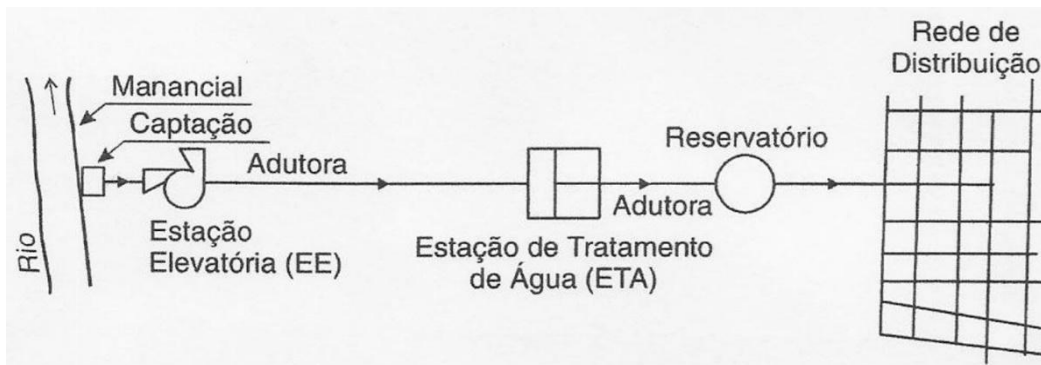 Rede de
Distribuição
Manancial
Captação
Reservatório
Adutora
Adutora
Estação
Elevatória (EE)
Estação de Tratamento
de Água (ETA)
Rio